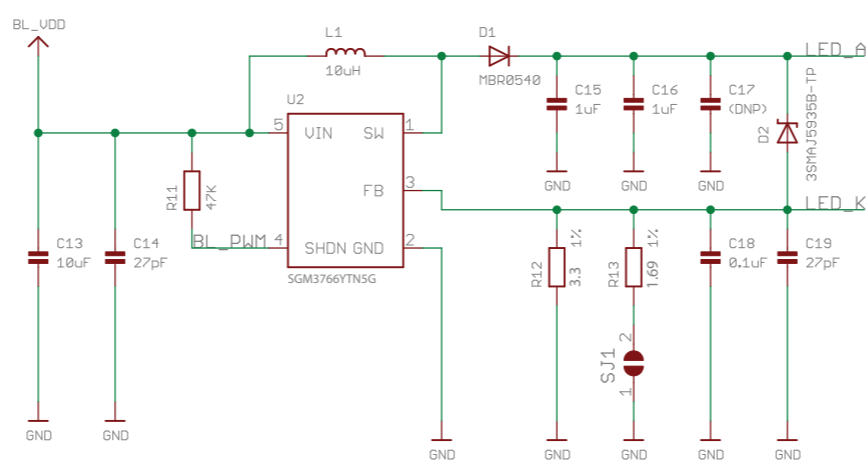 BL_VDD
L1
10uH
D1
MBR0540
LED_A
C15
1uF
C16
1uF
C17
(DNP)
D2
3SMAJ5935B-TP
GND
GND
GND
U2
5
VIN
SW
1
FB
3
4
SHDN
GND
2
SGM3766YTN5G
R11
47K
BL_PWM
LED_K
C13
10uF
C14
27pF
R12
3.3
1%
R13
1.69
1%
C18
0.1uF
C19
27pF
SJ1
2
1
GND
GND
GND
GND
GND
GND
GND